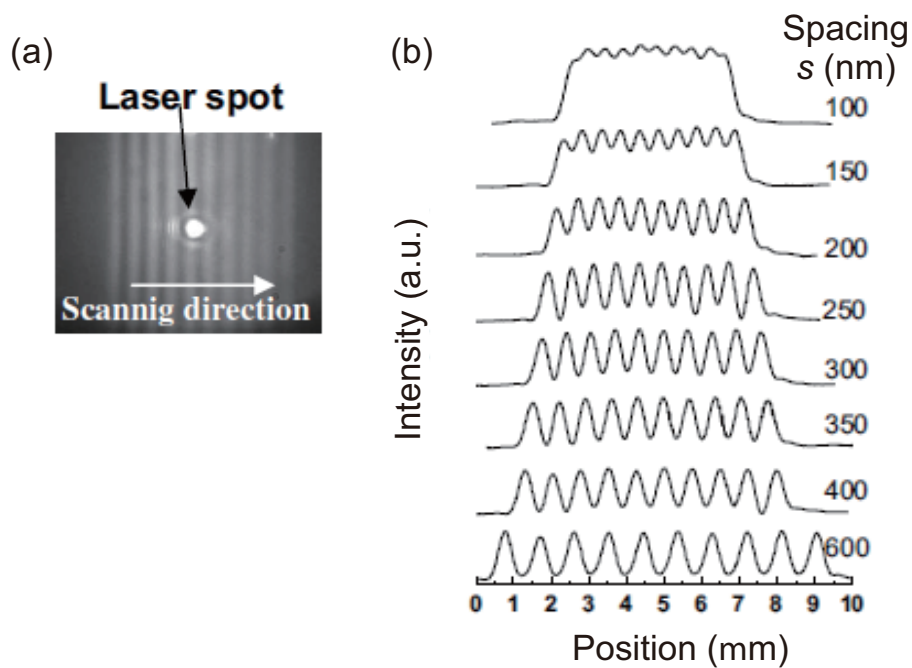 (a)
Laser spot
Scannig direction
(b)
Spacing
s (nm)
100
150
200
250
300
350
400
600
Intensity (a.u.)
0 1 2 3 4 5 6 7 8 9 10
Position (mm)